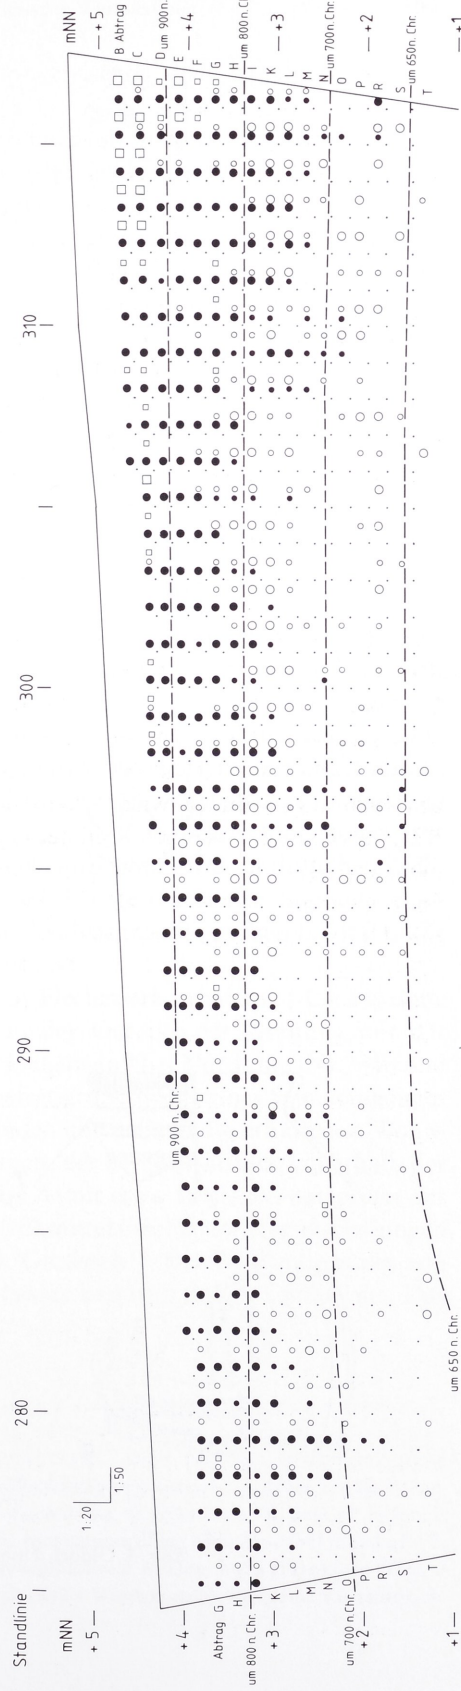 Standlinie
280
290
300
310
1:20
1:50
mNN
+5
+4
+3
+2
+1
Abtrag G
H
I
K
L
M
N
O
P
R
S
T
um 800 n.Chr.
um 700 n.Chr.
um 650 n.Chr.
um 900 n.Chr.
mNN
+5
+4
+3
+2
+1
B Abtrag
C
D
E
F
G
H
I
K
L
M
N
O
P
R
S
T
um 900 n.
um 800 n.C
um 700 n.Chr.
um 650 n.Chr.